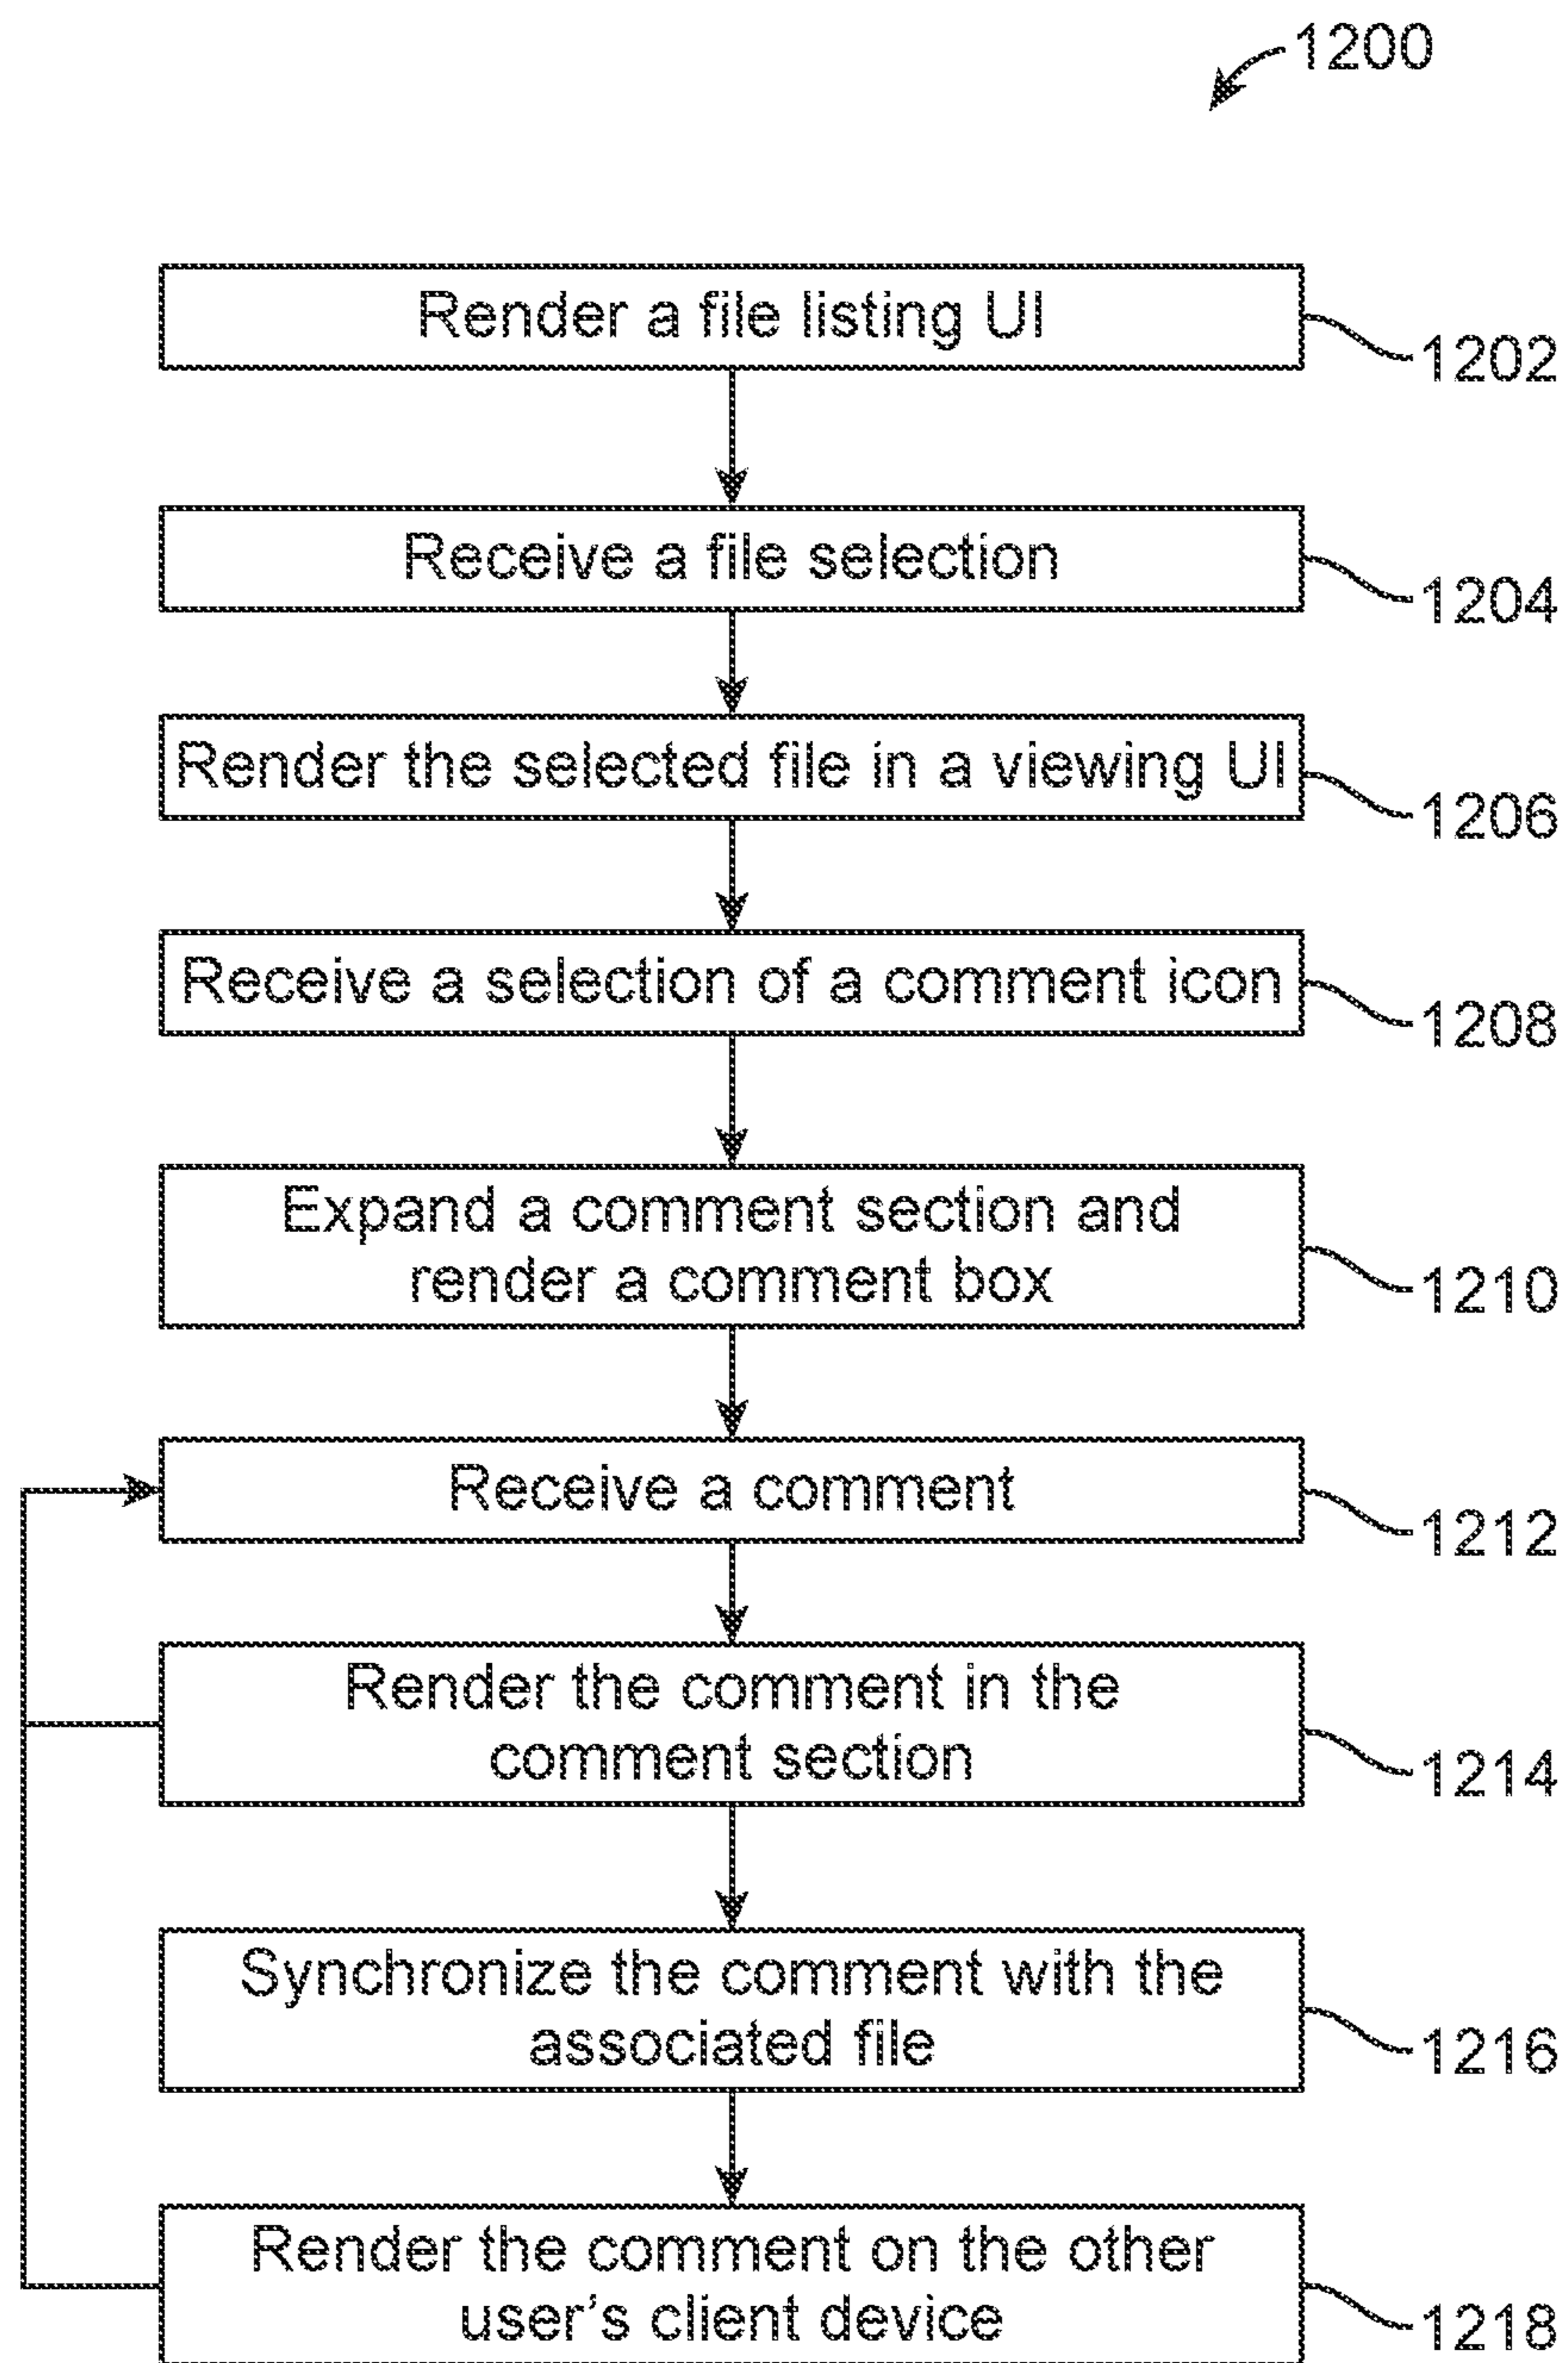 1200
Render a file listing UI
1202
Receive a file selection
1204
Render the selected file in a viewing UI
1206
Receive a selection of a comment icon
1208
Expand a comment section and
render a comment box
1210
Receive a comment
1212
Render the comment in the
comment section
1214
Synchronize the comment with the
associated file
1216
Render the comment on the other
user's client device
1218